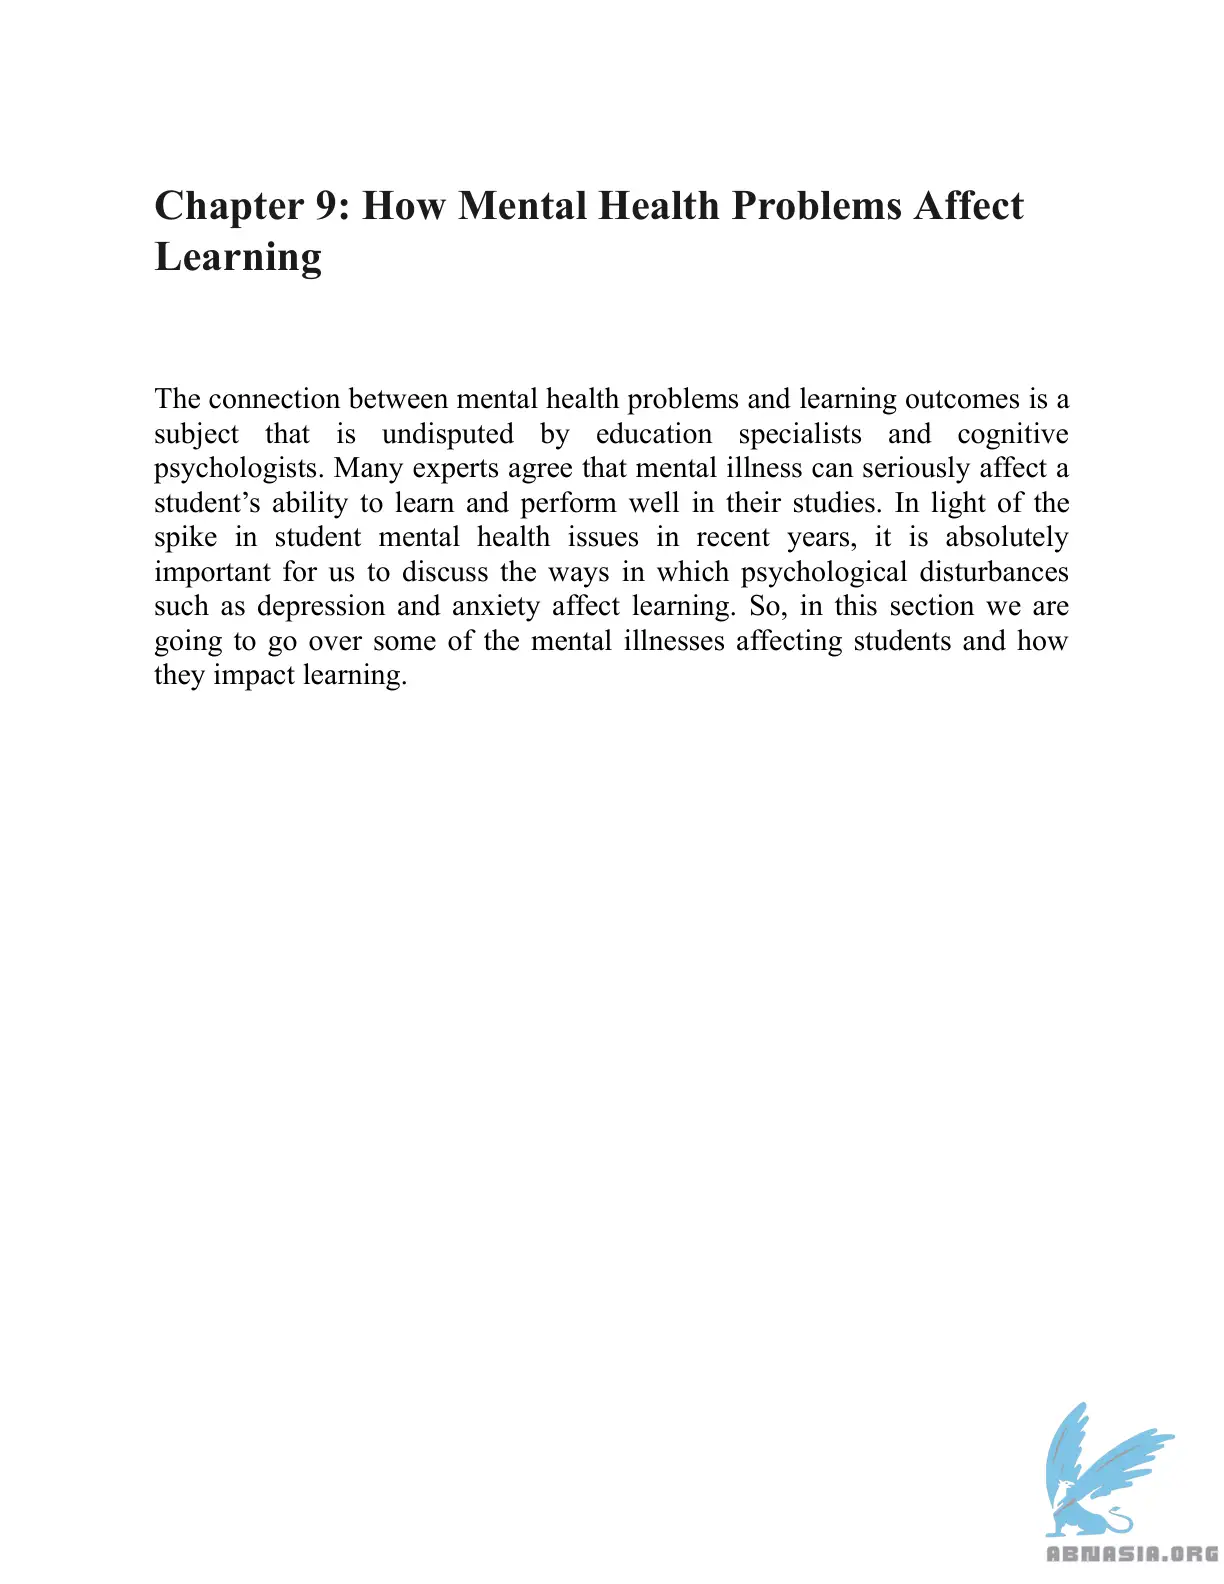 Chapter 9: How Mental Health Problems Affect
Learning
The connection between mental health problems and learning outcomes is a
subject that is undisputed by education specialists and cognitive
psychologists. Many experts agree that mental illness can seriously affect a
student’s ability to learn and perform well in their studies. In light of the
spike in student mental health issues in recent years, it is absolutely
important for us to discuss the ways in which psychological disturbances
such as depression and anxiety affect learning. So, in this section we are
going to go over some of the mental illnesses affecting students and how
they impact learning.
ABNASIA.ORG